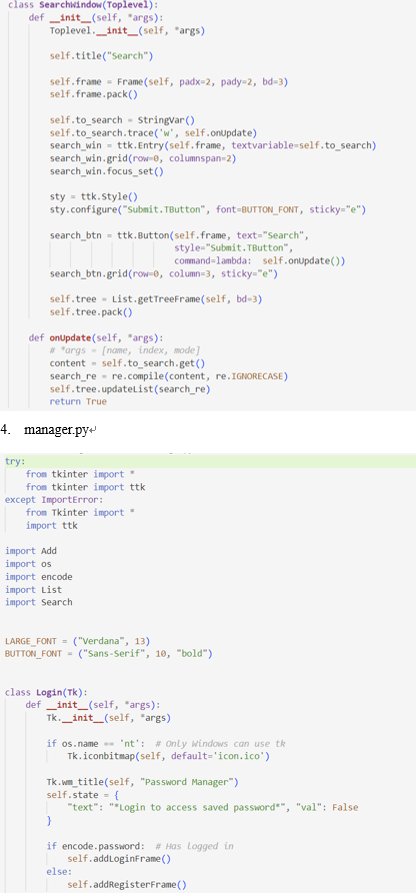 class SearchWindow(Toplevel):
    def __init__(self, *args):
        Toplevel.__init__(self, *args)

        self.title("Search")

        self.frame = Frame(self, padx=2, pady=2, bd=3)
        self.frame.pack()

        self.to_search = StringVar()
        self.to_search.trace('w', self.onUpdate)
        search_win = ttk.Entry(self.frame, textvariable=self.to_search)
        search_win.grid(row=0, columnspan=2)
        search_win.focus_set()

        sty = ttk.Style()
        sty.configure("Submit.TButton", font=BUTTON_FONT, sticky="e")

        search_btn = ttk.Button(self.frame, text="Search",
                                style="Submit.TButton",
                                command=lambda:  self.onUpdate())
        search_btn.grid(row=0, column=3, sticky="e")

        self.tree = List.getTreeFrame(self, bd=3)
        self.tree.pack()

    def onUpdate(self, *args):
        # *args = [name, index, mode]
        content = self.to_search.get()
        search_re = re.compile(content, re.IGNORECASE)
        self.tree.updateList(search_re)
        return True
4. manager.py↵
try:
    from tkinter import *
    from tkinter import ttk
except ImportError:
    from Tkinter import *
    import ttk

import Add
import os
import encode
import List
import Search


LARGE_FONT = ("Verdana", 13)
BUTTON_FONT = ("Sans-Serif", 10, "bold")


class Login(Tk):
    def __init__(self, *args):
        Tk.__init__(self, *args)

        if os.name == 'nt':  # Only Windows can use tk
            Tk.iconbitmap(self, default='icon.ico')

        Tk.wm_title(self, "Password Manager")
        self.state = {
            "text": "*Login to access saved password*", "val": False
        }

        if encode.password:  # Has logged in
            self.addLoginFrame()
        else:
            self.addRegisterFrame()